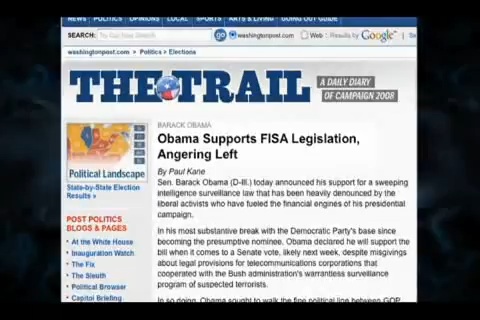 NEWS POLITICS OPINIONS LOCAL SPORTS ARTS & LIVING GOING OUT GUIDE
SEARCH: go washingtonpost.com Web : Results by Google
washingtonpost.com > Politics > Elections
THE TRAIL
A DAILY DIARY
OF CAMPAIGN 2008
Political Landscape
State-by-State Election
Results »
POST POLITICS
BLOGS & PAGES
At the White House
Inauguration Watch
The Fix
The Sleuth
Political Browser
Capitol Briefing
BARACK OBAMA
Obama Supports FISA Legislation,
Angering Left
By Paul Kane
Sen. Barack Obama (D-Ill.) today announced his support for a sweeping
intelligence surveillance law that has been heavily denounced by the
liberal activists who have fueled the financial engines of his presidential
campaign.
In his most substantive break with the Democratic Party's base since
becoming the presumptive nominee, Obama declared he will support the
bill when it comes to a Senate vote, likely next week, despite misgivings
about legal provisions for telecommunications corporations that
cooperated with the Bush administration's warrantless surveillance
program of suspected terrorists.
In so doing, Obama sought to walk the fine political line between GOP